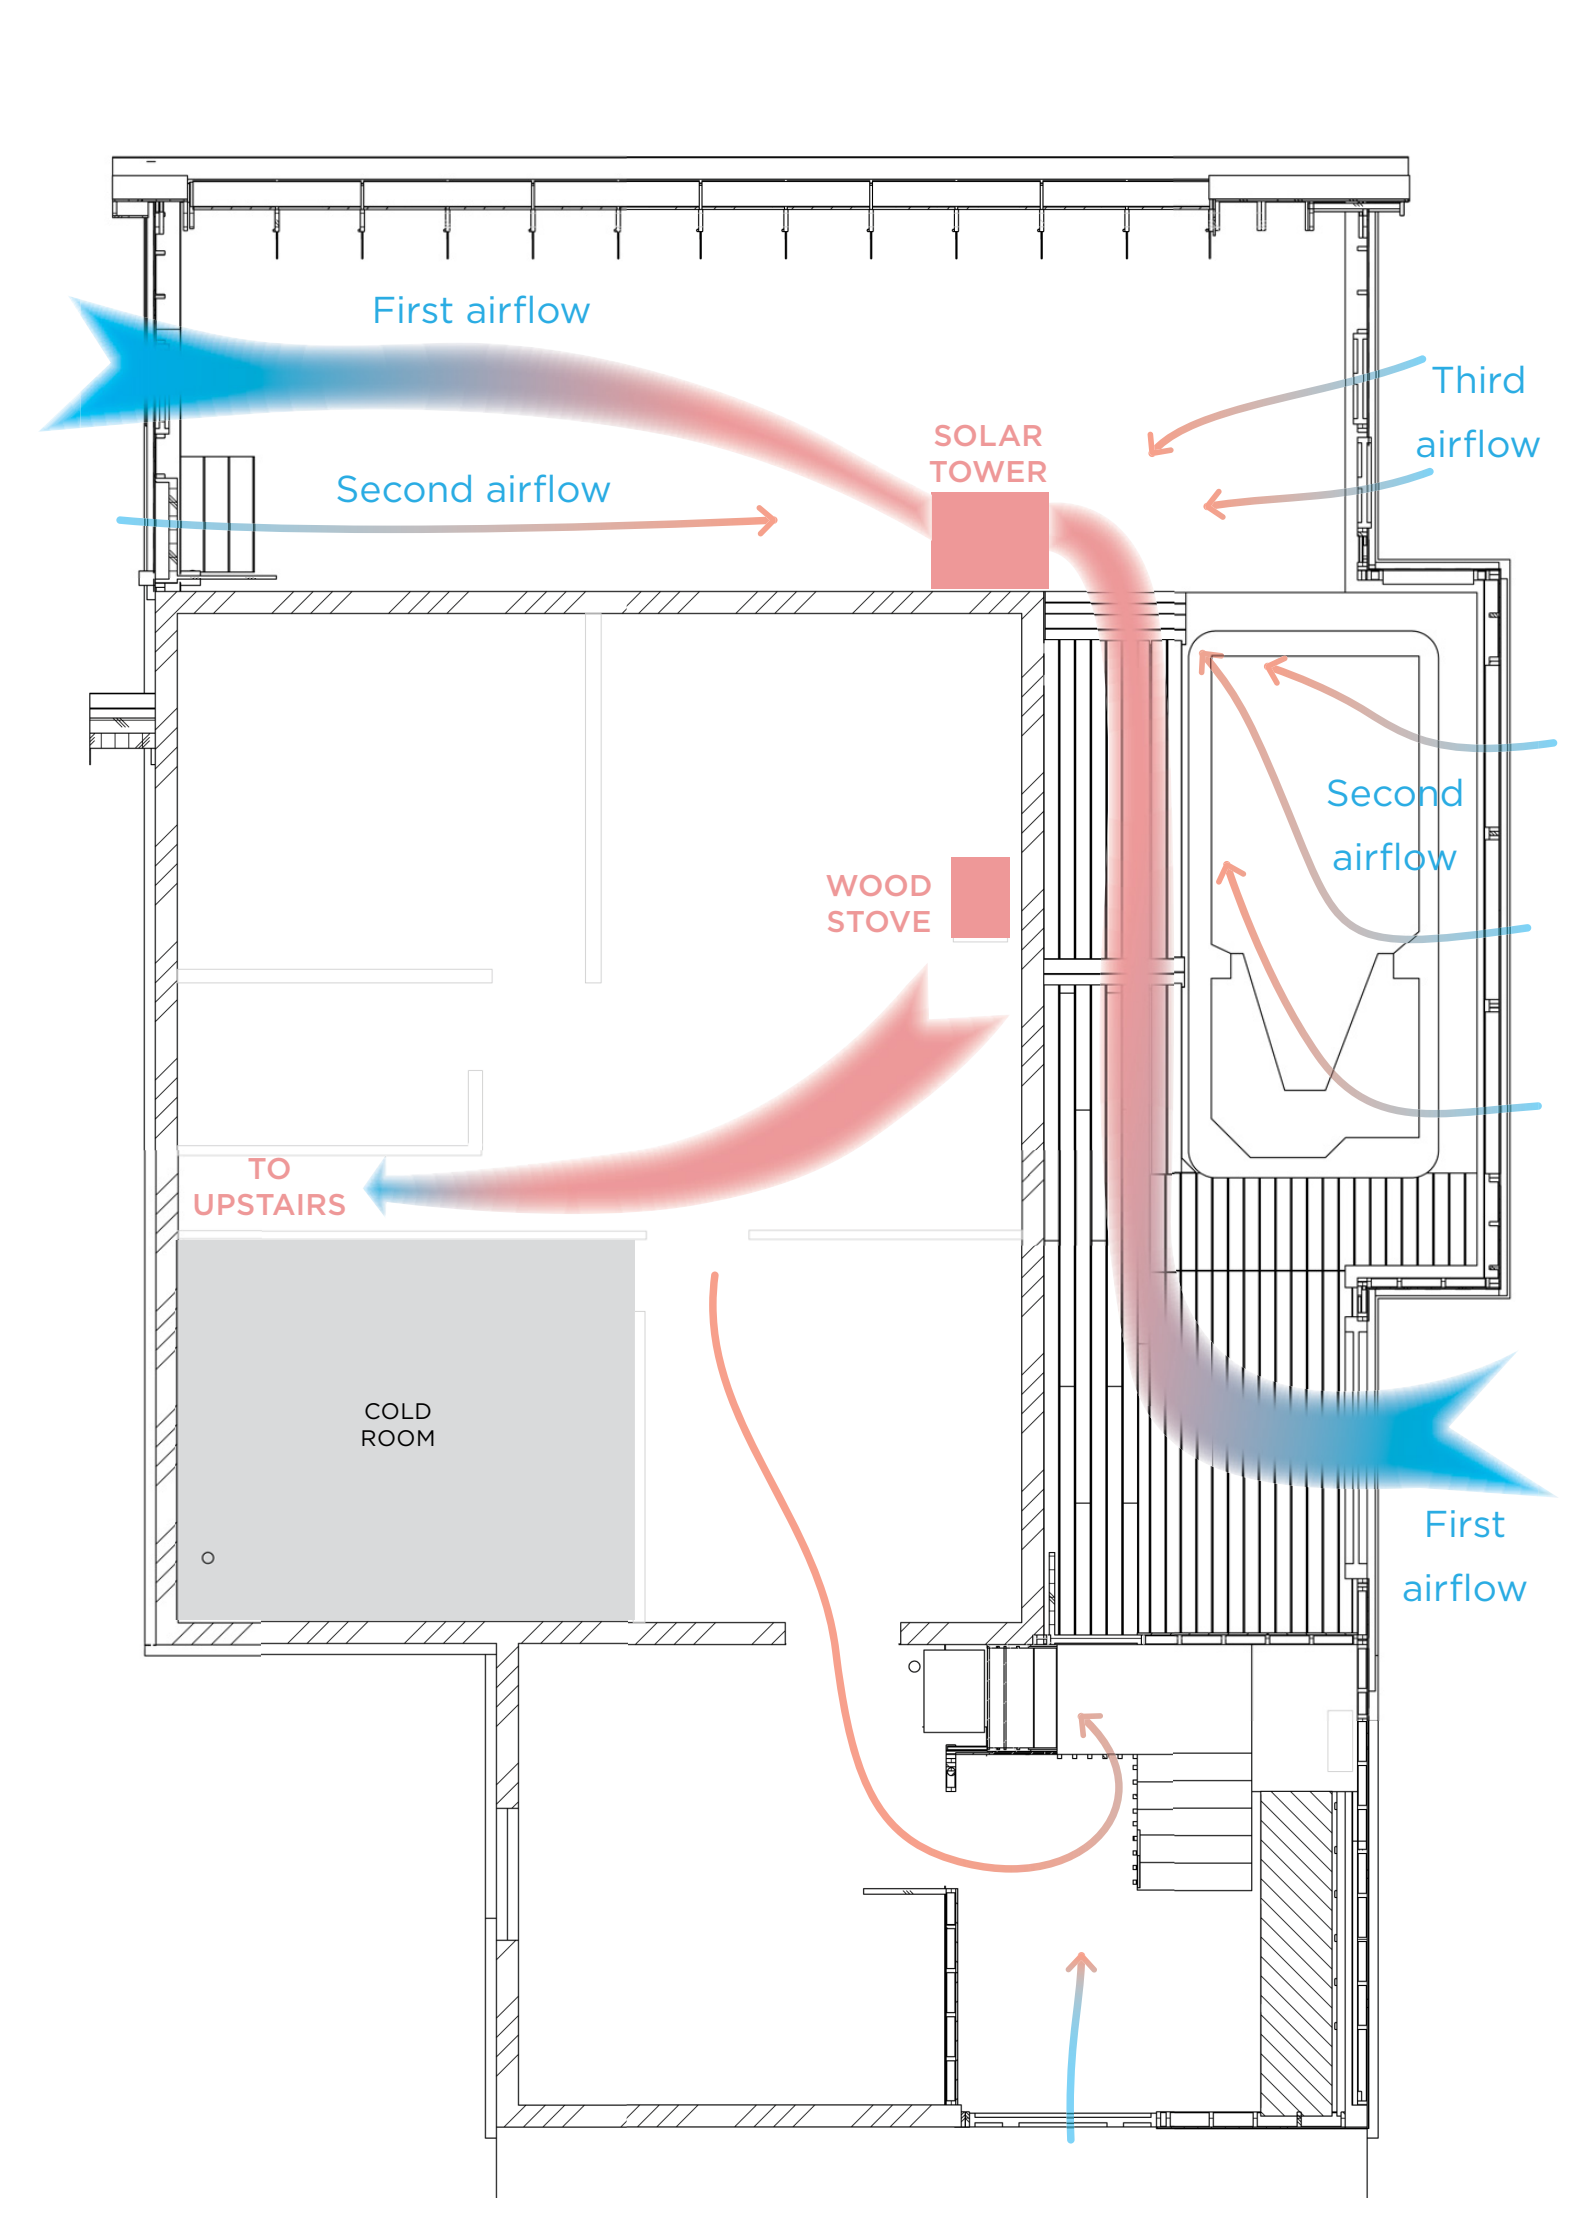 First airflow
Third
airflow
SOLAR
TOWER
Second airflow
Second
airflow
WOOD
STOVE
TO
UPSTAIRS
COLD
ROOM
First
airflow